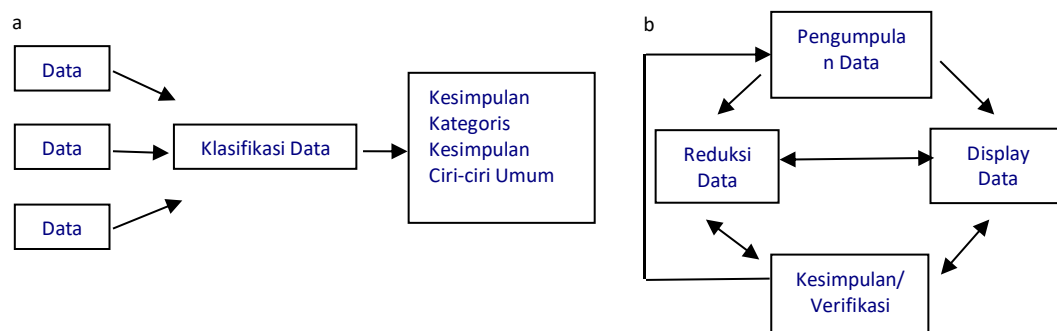 a
Data
Data
Klasifikasi Data
Data
Kesimpulan
Kategoris
Kesimpulan
Ciri-ciri Umum
b
Pengumpula
n Data
Reduksi
Data
Display
Data
Kesimpulan/
Verifikasi